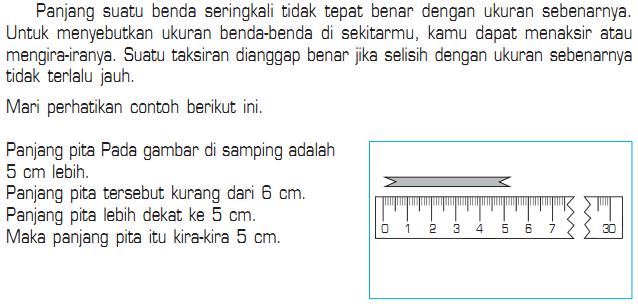 Panjang suatu benda seringkali tidak tepat benar dengan ukuran sebenarnya.
Untuk menyebutkan ukuran benda-benda di sekitarmu, kamu dapat menaksir atau
mengira-iranya. Suatu taksiran dianggap benar jika selisih dengan ukuran sebenarnya
tidak terlalu jauh.
Mari perhatikan contoh berikut ini.
Panjang pita Pada gambar di samping adalah
5 cm lebih.
Panjang pita tersebut kurang dari 6 cm.
Panjang pita lebih dekat ke 5 cm.
Maka panjang pita itu kira-kira 5 cm.
0 1 2 3 4 5 6 7 30